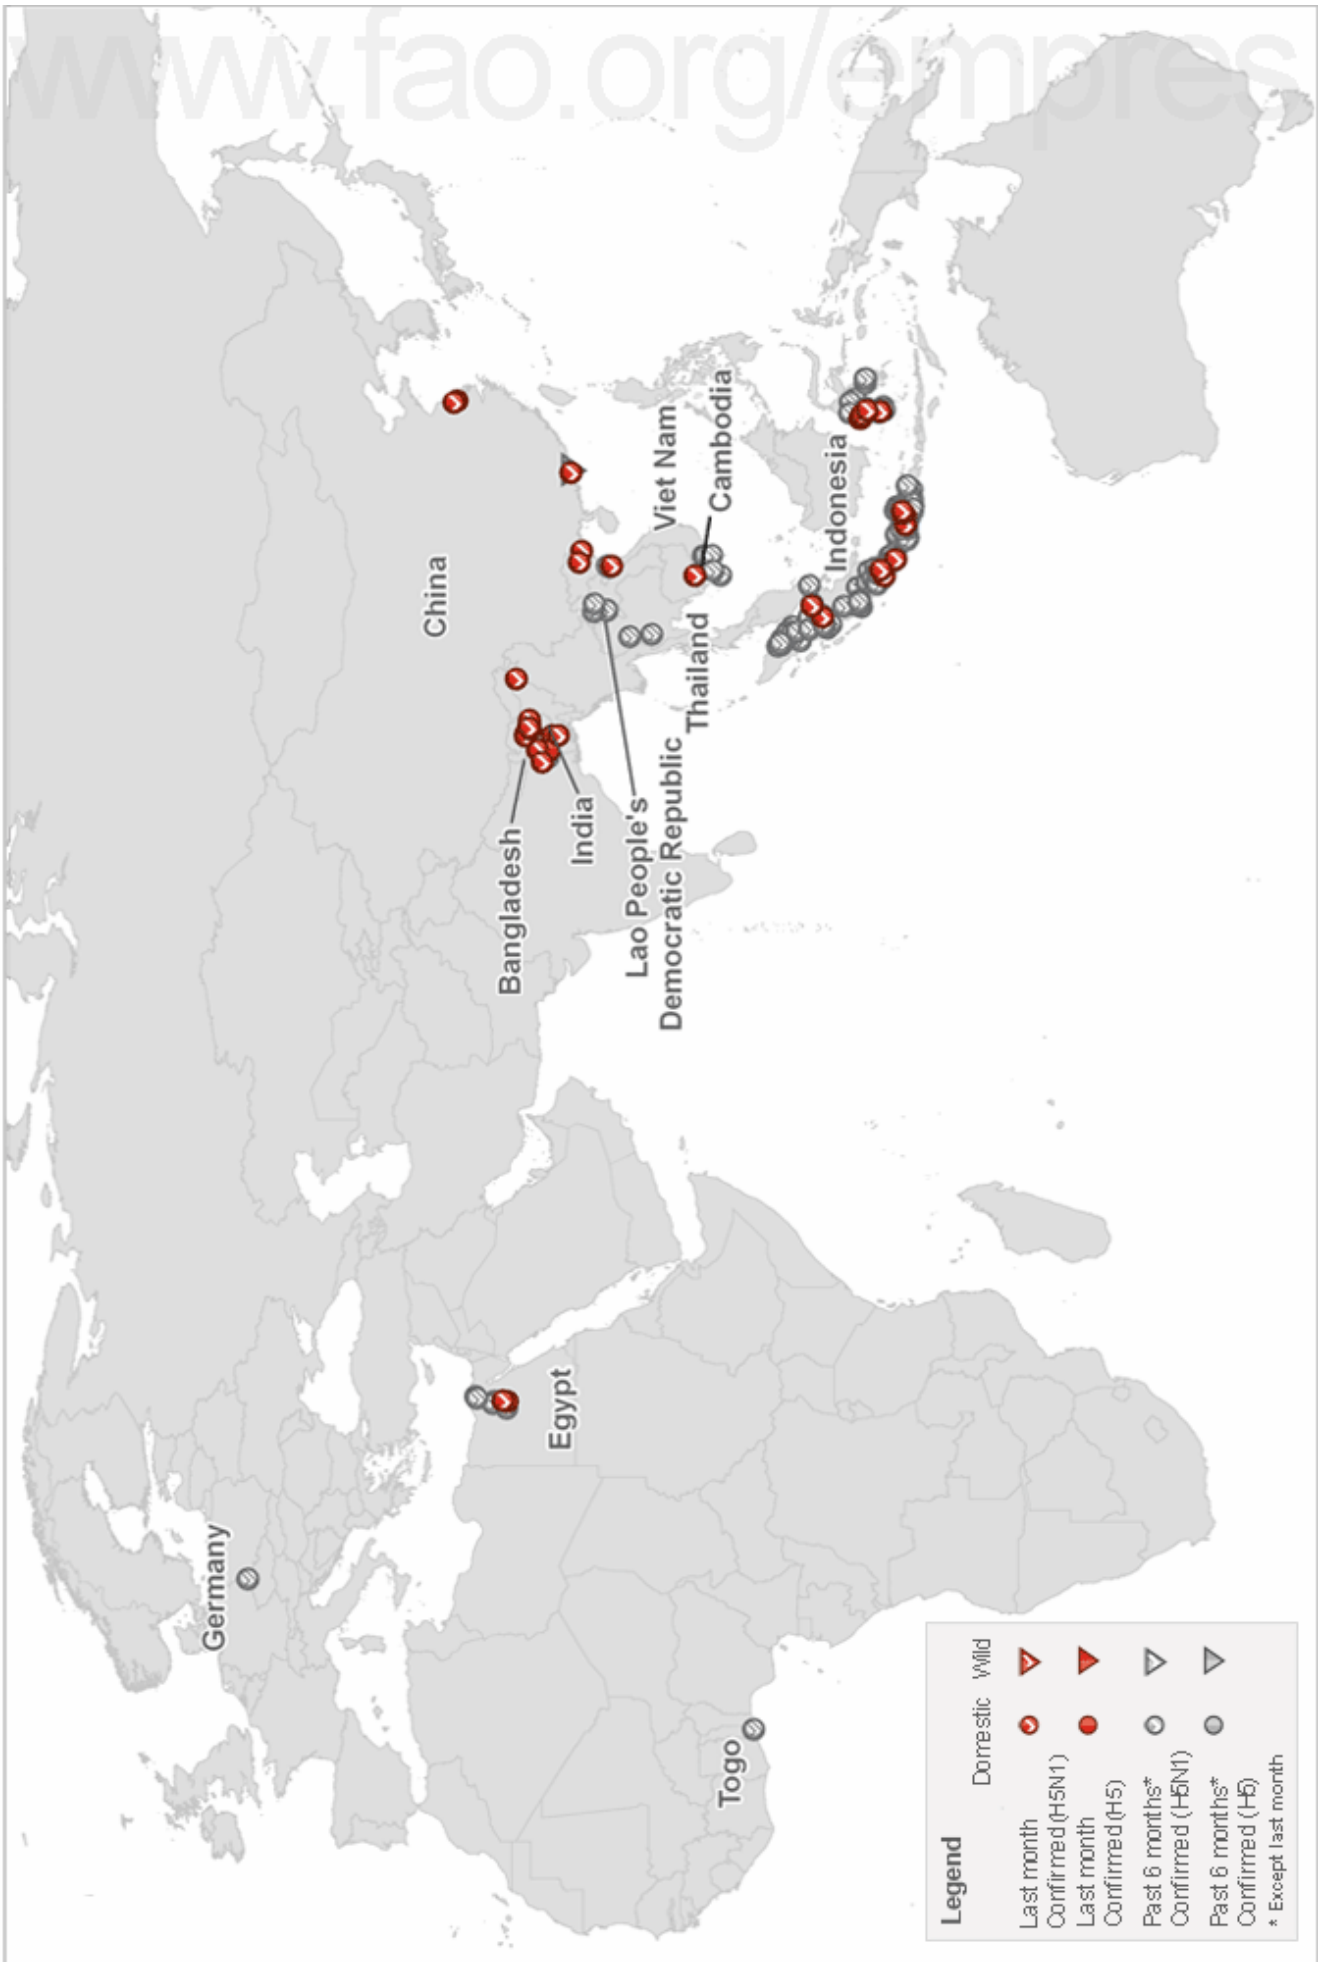 www.fao.org/empres
China
Bangladesh
India
Lao People's
Democratic Republic
Thailand
Viet Nam
Cambodia
Indonesia
Germany
Egypt
Togo
Legend
Domestic Wild
Last month
Confirmed (H5N1)
Last month
Confirmed (H5)
Past 6 months*
Confirmed (H5N1)
Past 6 months*
Confirmed (H5)
* Except last month